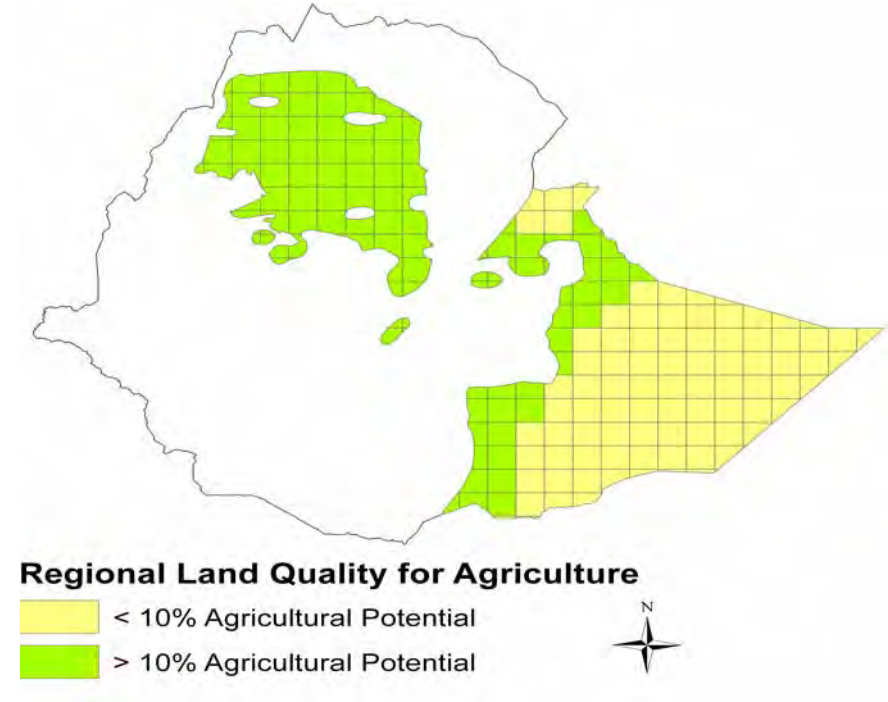 Regional Land Quality for Agriculture
< 10% Agricultural Potential
N
> 10% Agricultural Potential